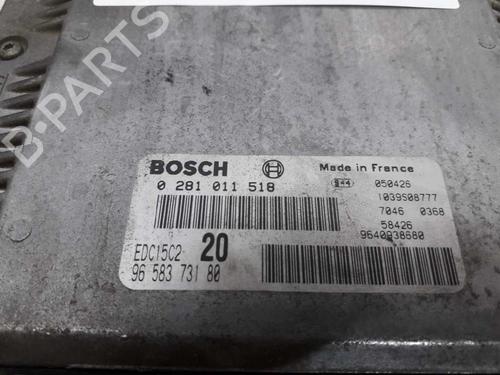 B-PARTS
BOSCH
Made in France
0 281 011 518
050426
1039S08777
7046 0368
58426
9640938680
EDC15C2 20
96 583 731 80